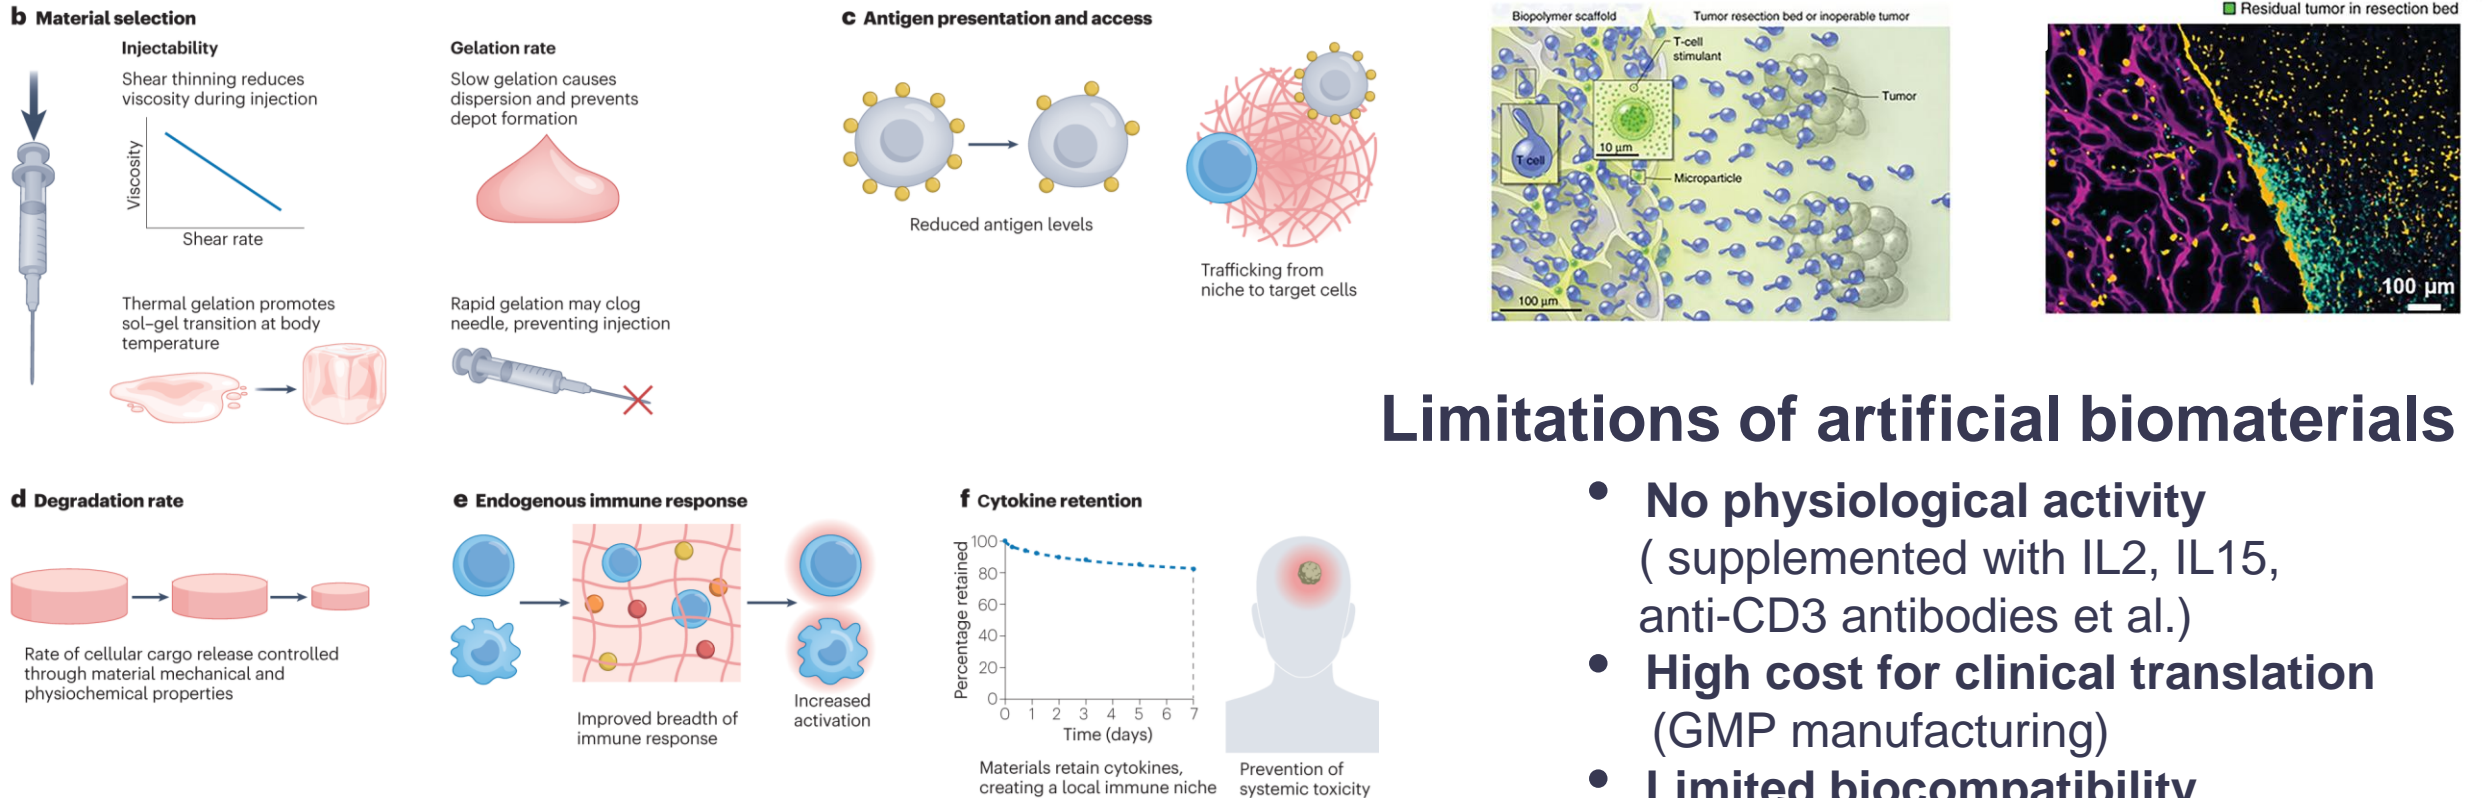 b Material selection
Injectability
Shear thinning reduces
viscosity during injection
Viscosity
Shear rate
Thermal gelation promotes
sol–gel transition at body
temperature
Gelation rate
Slow gelation causes
dispersion and prevents
depot formation
Rapid gelation may clog
needle, preventing injection
c Antigen presentation and access
Reduced antigen levels
Trafficking from
niche to target cells
Biopolymer scaffold
Tumor resection bed or inoperable tumor
T-cell
stimulant
Tumor
10 µm
T cell
Microparticle
100 µm
Residual tumor in resection bed
100 µm
Limitations of artificial biomaterials
• No physiological activity
( supplemented with IL2, IL15,
anti-CD3 antibodies et al.)
• High cost for clinical translation
(GMP manufacturing)
• Limited biocompatibility
d Degradation rate
Rate of cellular cargo release controlled
through material mechanical and
physiochemical properties
e Endogenous immune response
Improved breadth of
immune response
Increased
activation
f Cytokine retention
Percentage retained
100
80
60
40
20
0
0 1 2 3 4 5 6 7
Time (days)
Materials retain cytokines,
creating a local immune niche
Prevention of
systemic toxicity